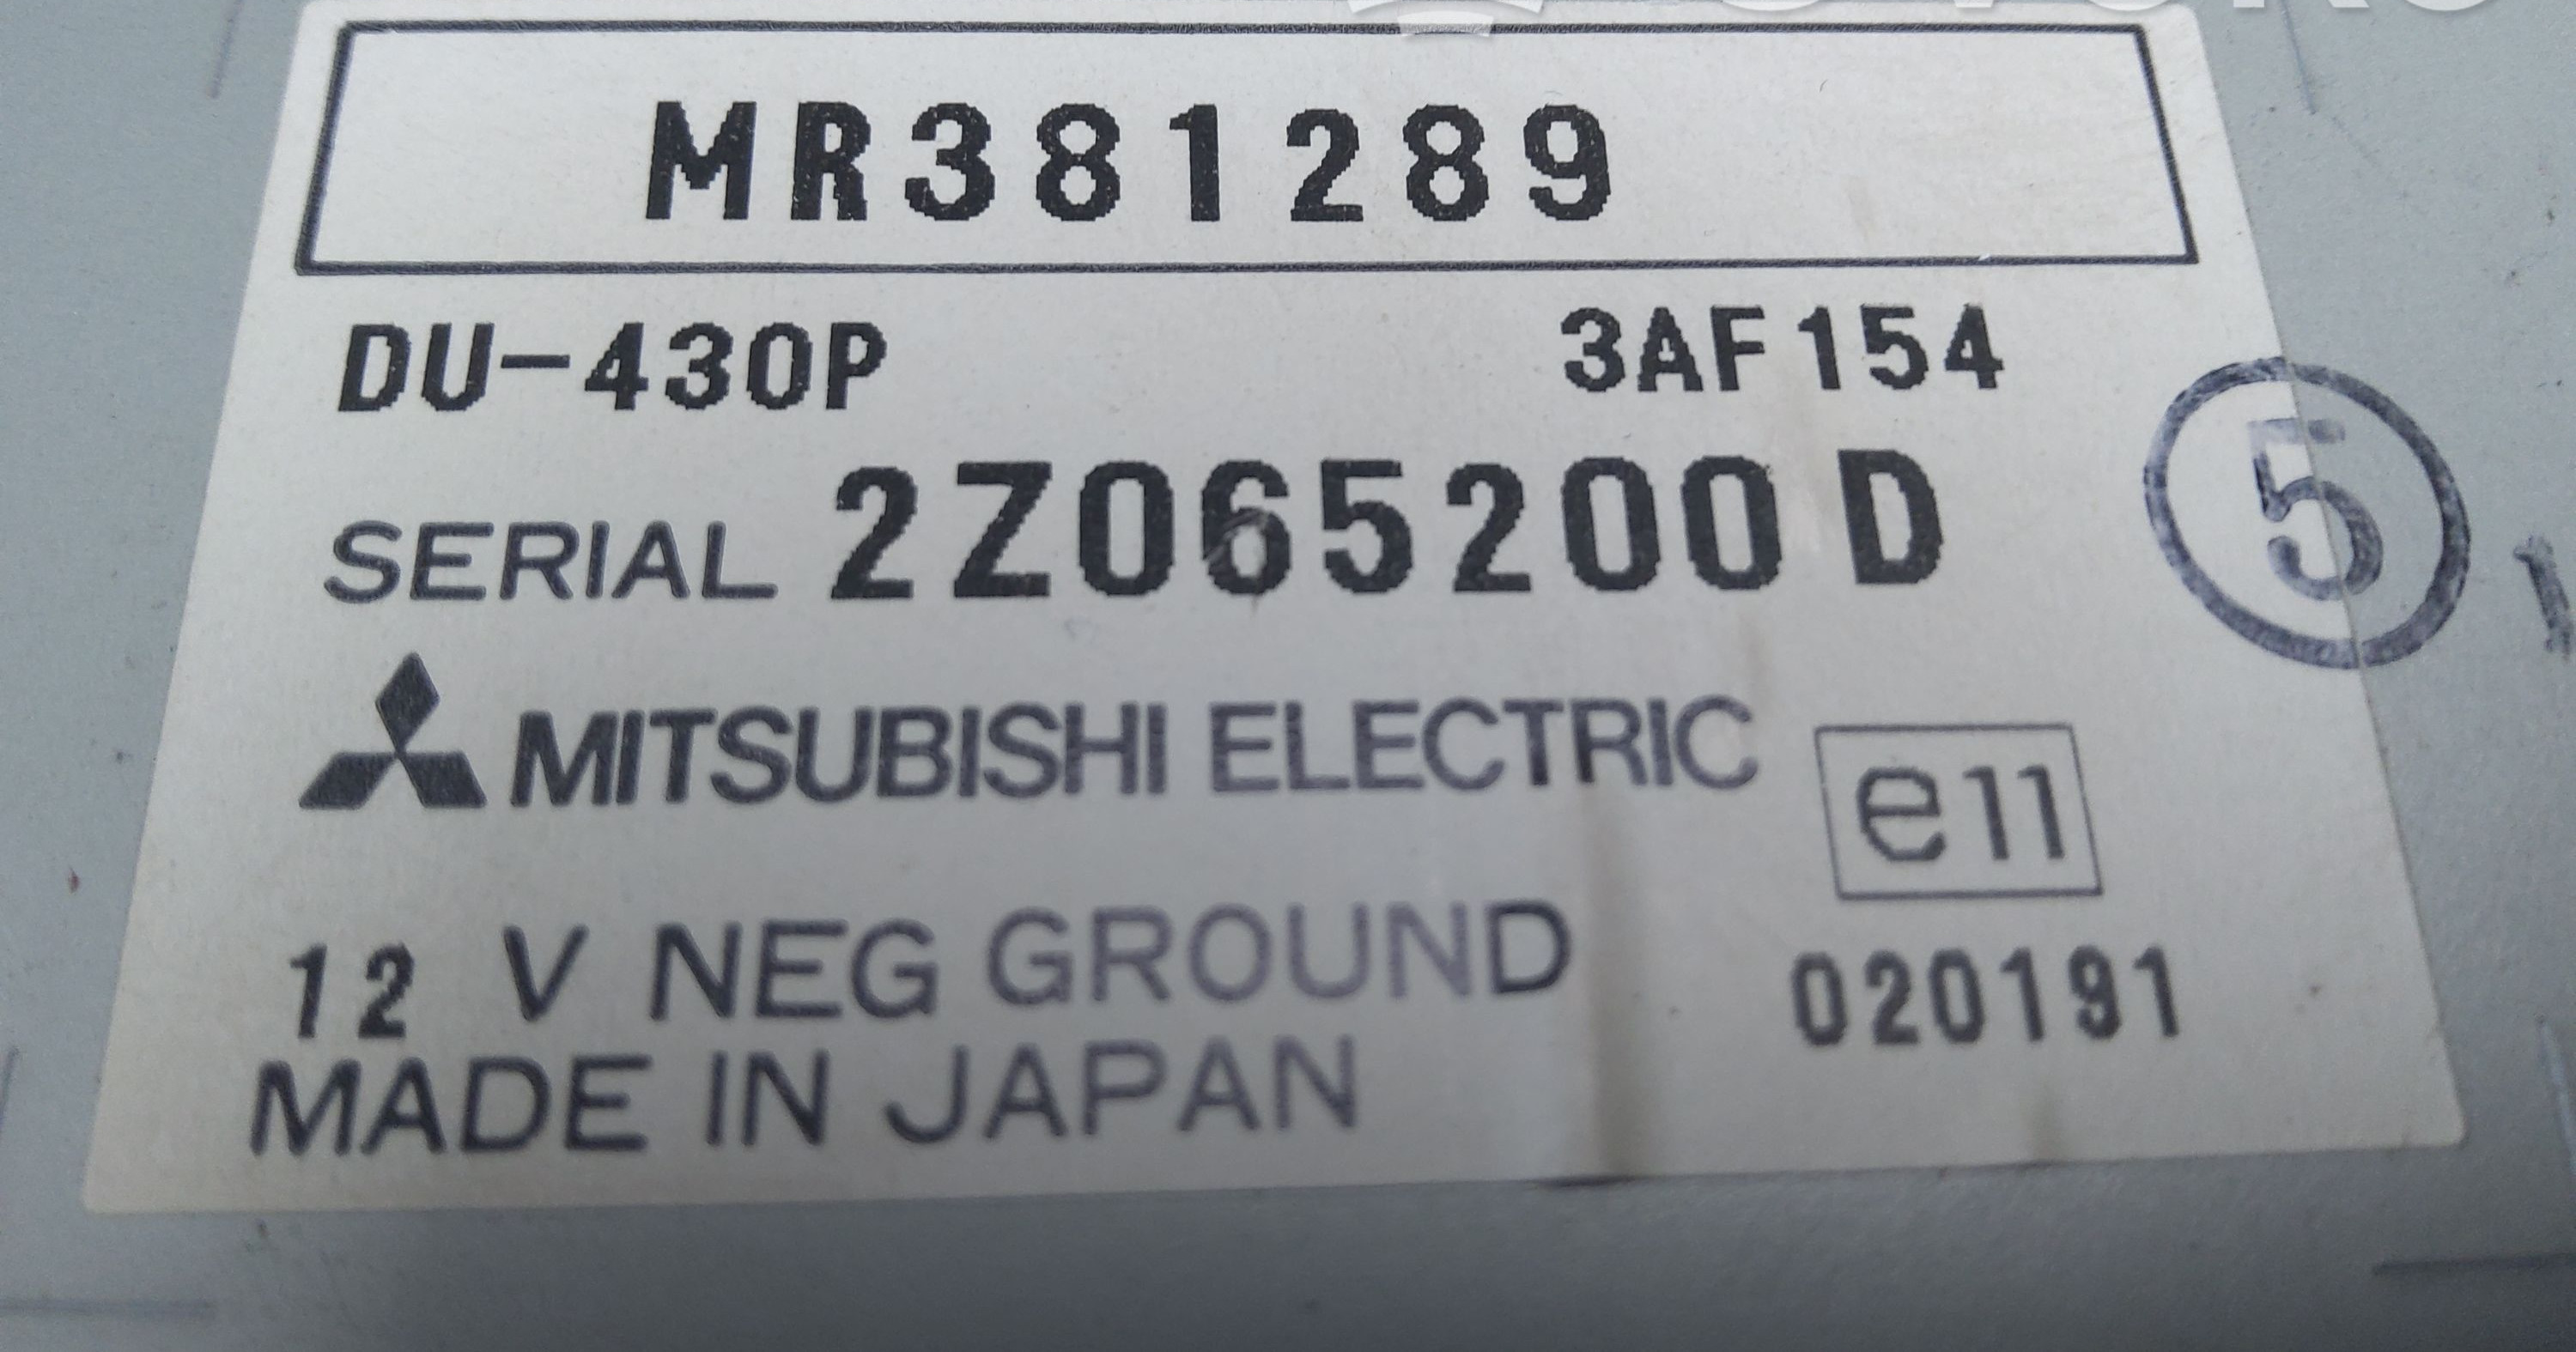 MR381289
DU-430P 3AF154
SERIAL 2Z065200D
5
MITSUBISHI ELECTRIC
e11
12 V NEG GROUND
020191
MADE IN JAPAN